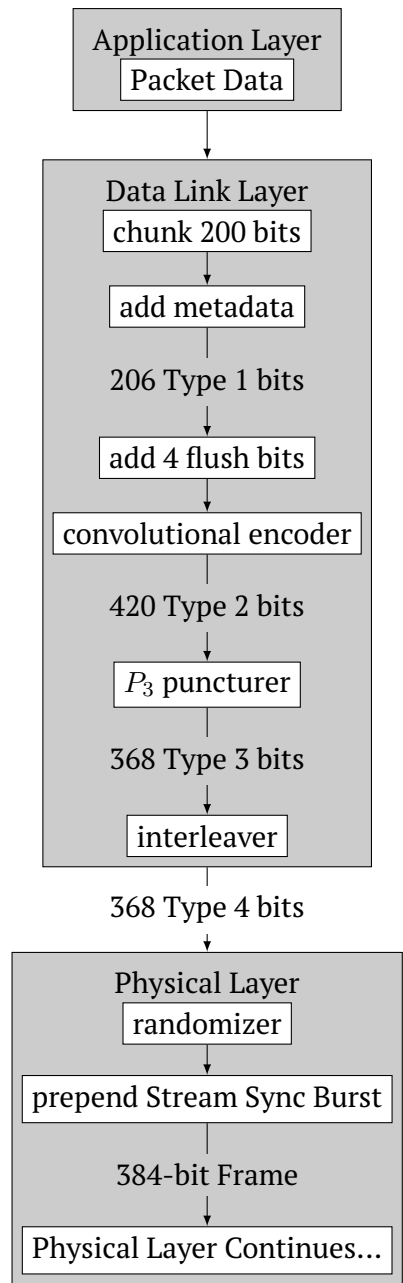 Application Layer
Packet Data
Data Link Layer
chunk 200 bits
add metadata
206 Type 1 bits
add 4 flush bits
convolutional encoder
420 Type 2 bits
P₃ puncturer
368 Type 3 bits
interleaver
368 Type 4 bits
Physical Layer
randomizer
prepend Stream Sync Burst
384-bit Frame
Physical Layer Continues...